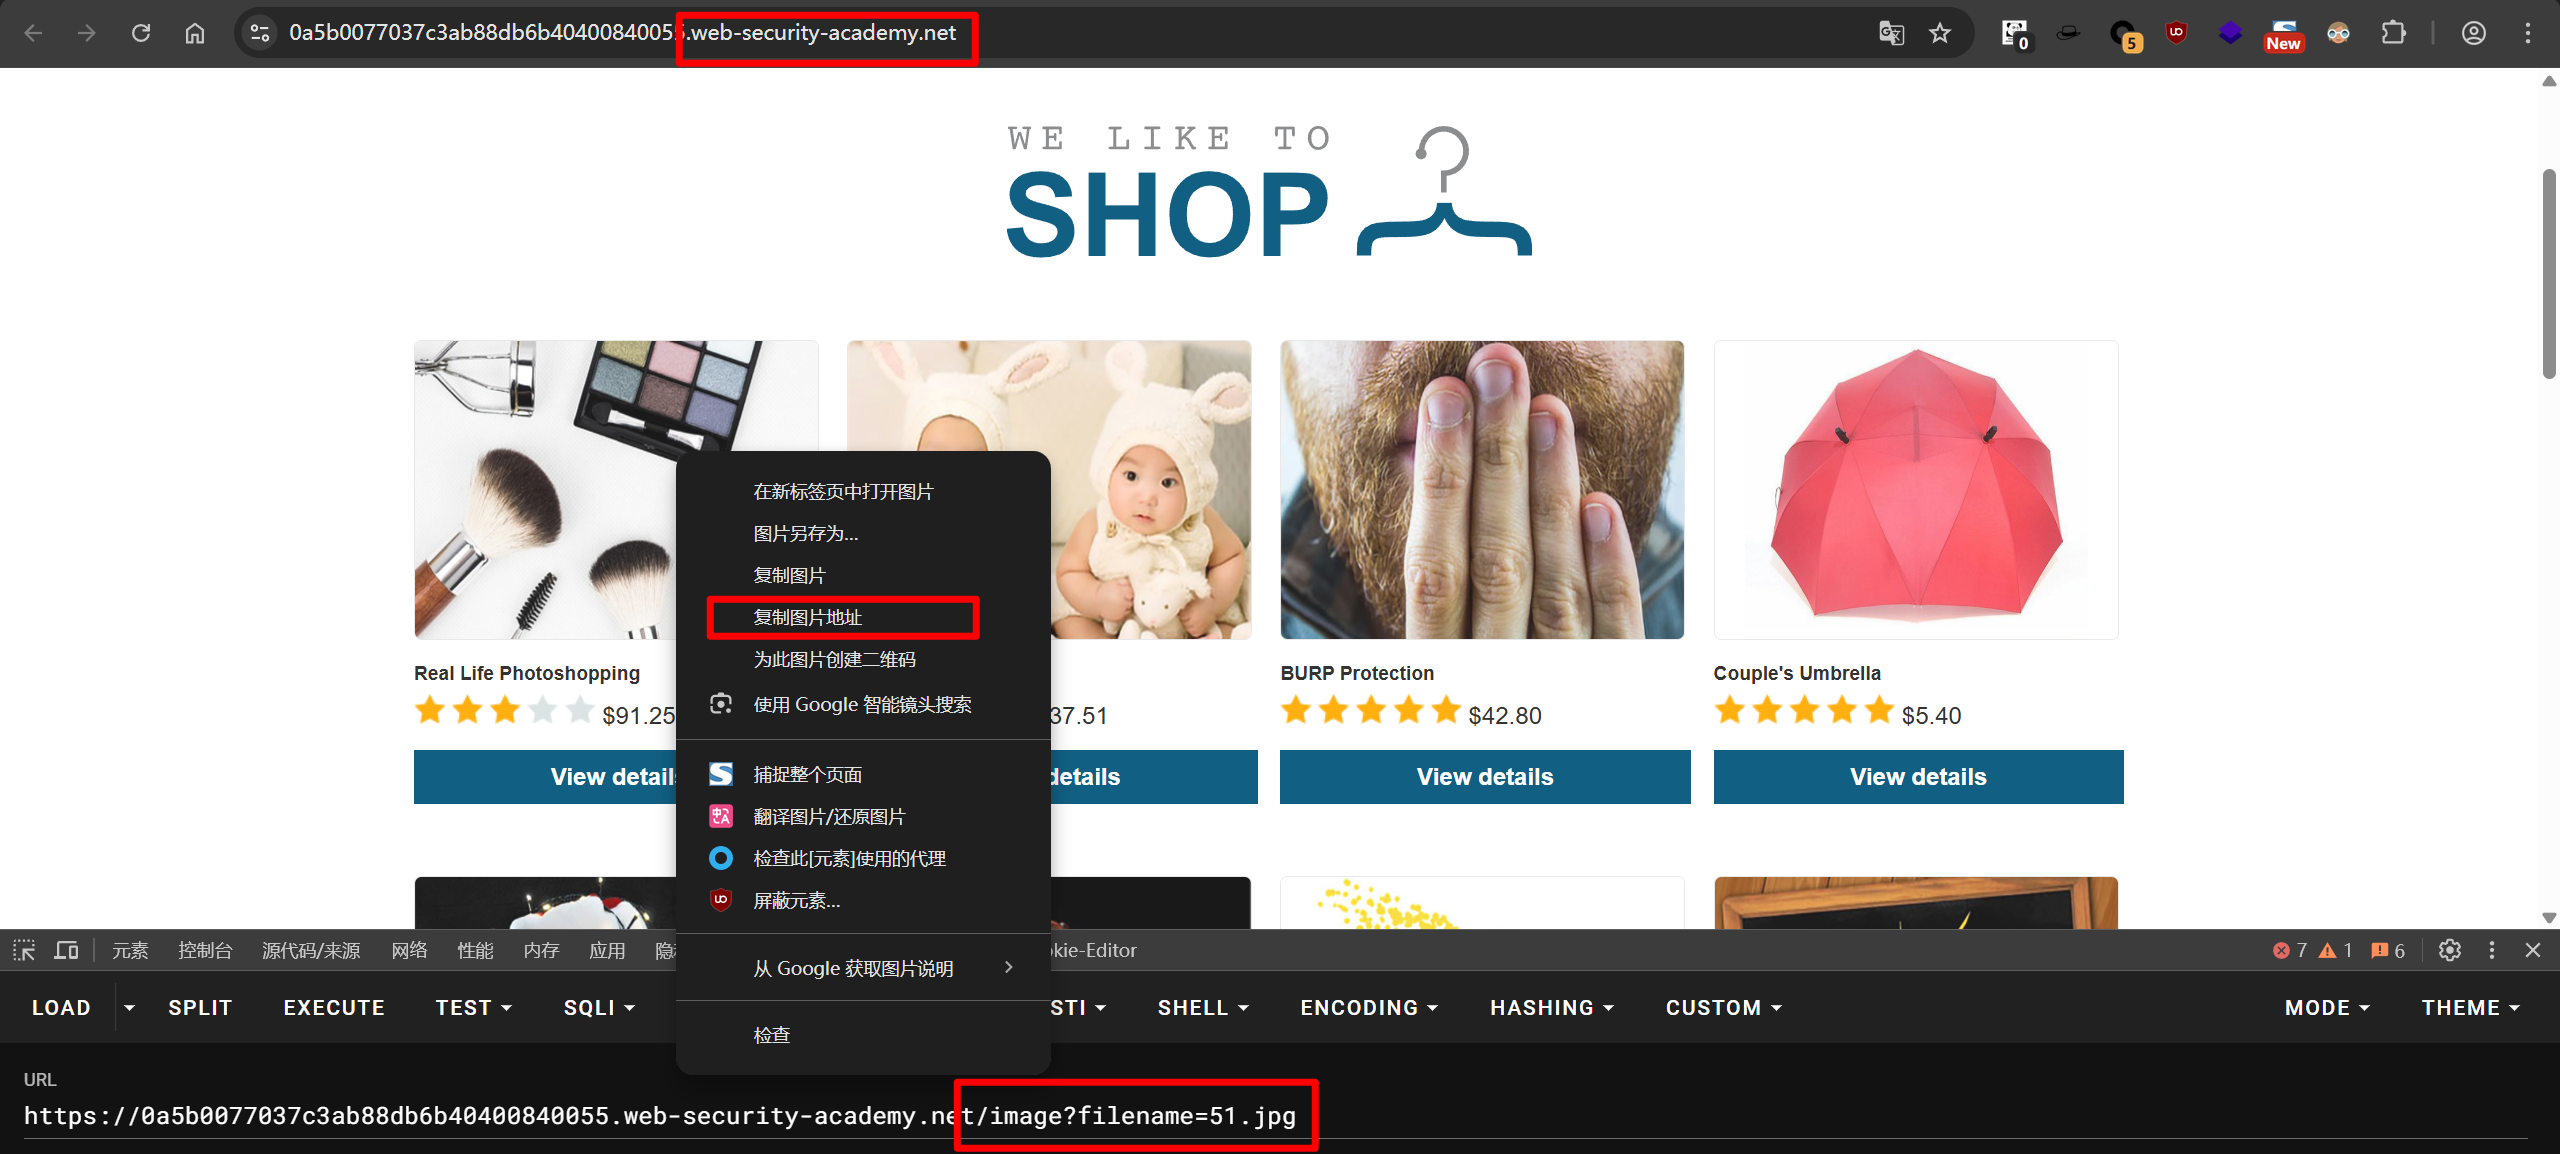 0a5b0077037c3ab88db6b40400840055.web-security-academy.net
0
5
New
WE LIKE TO
SHOP
在新标签页中打开图片
图片另存为...
复制图片
复制图片地址
为此图片创建二维码
使用 Google 智能镜头搜索
捕捉整个页面
翻译图片/还原图片
检查此[元素]使用的代理
屏蔽元素...
从 Google 获取图片说明
检查
Real Life Photoshopping
BURP Protection
Couple's Umbrella
$91.25
37.51
$42.80
$5.40
View details
details
View details
View details
元素 控制台 源代码/来源 网络 性能 内存 应用 隐 kie-Editor 7 1 6
LOAD SPLIT EXECUTE TEST SQLI STI SHELL ENCODING HASHING CUSTOM MODE THEME
URL
https://0a5b0077037c3ab88db6b40400840055.web-security-academy.net/image?filename=51.jpg